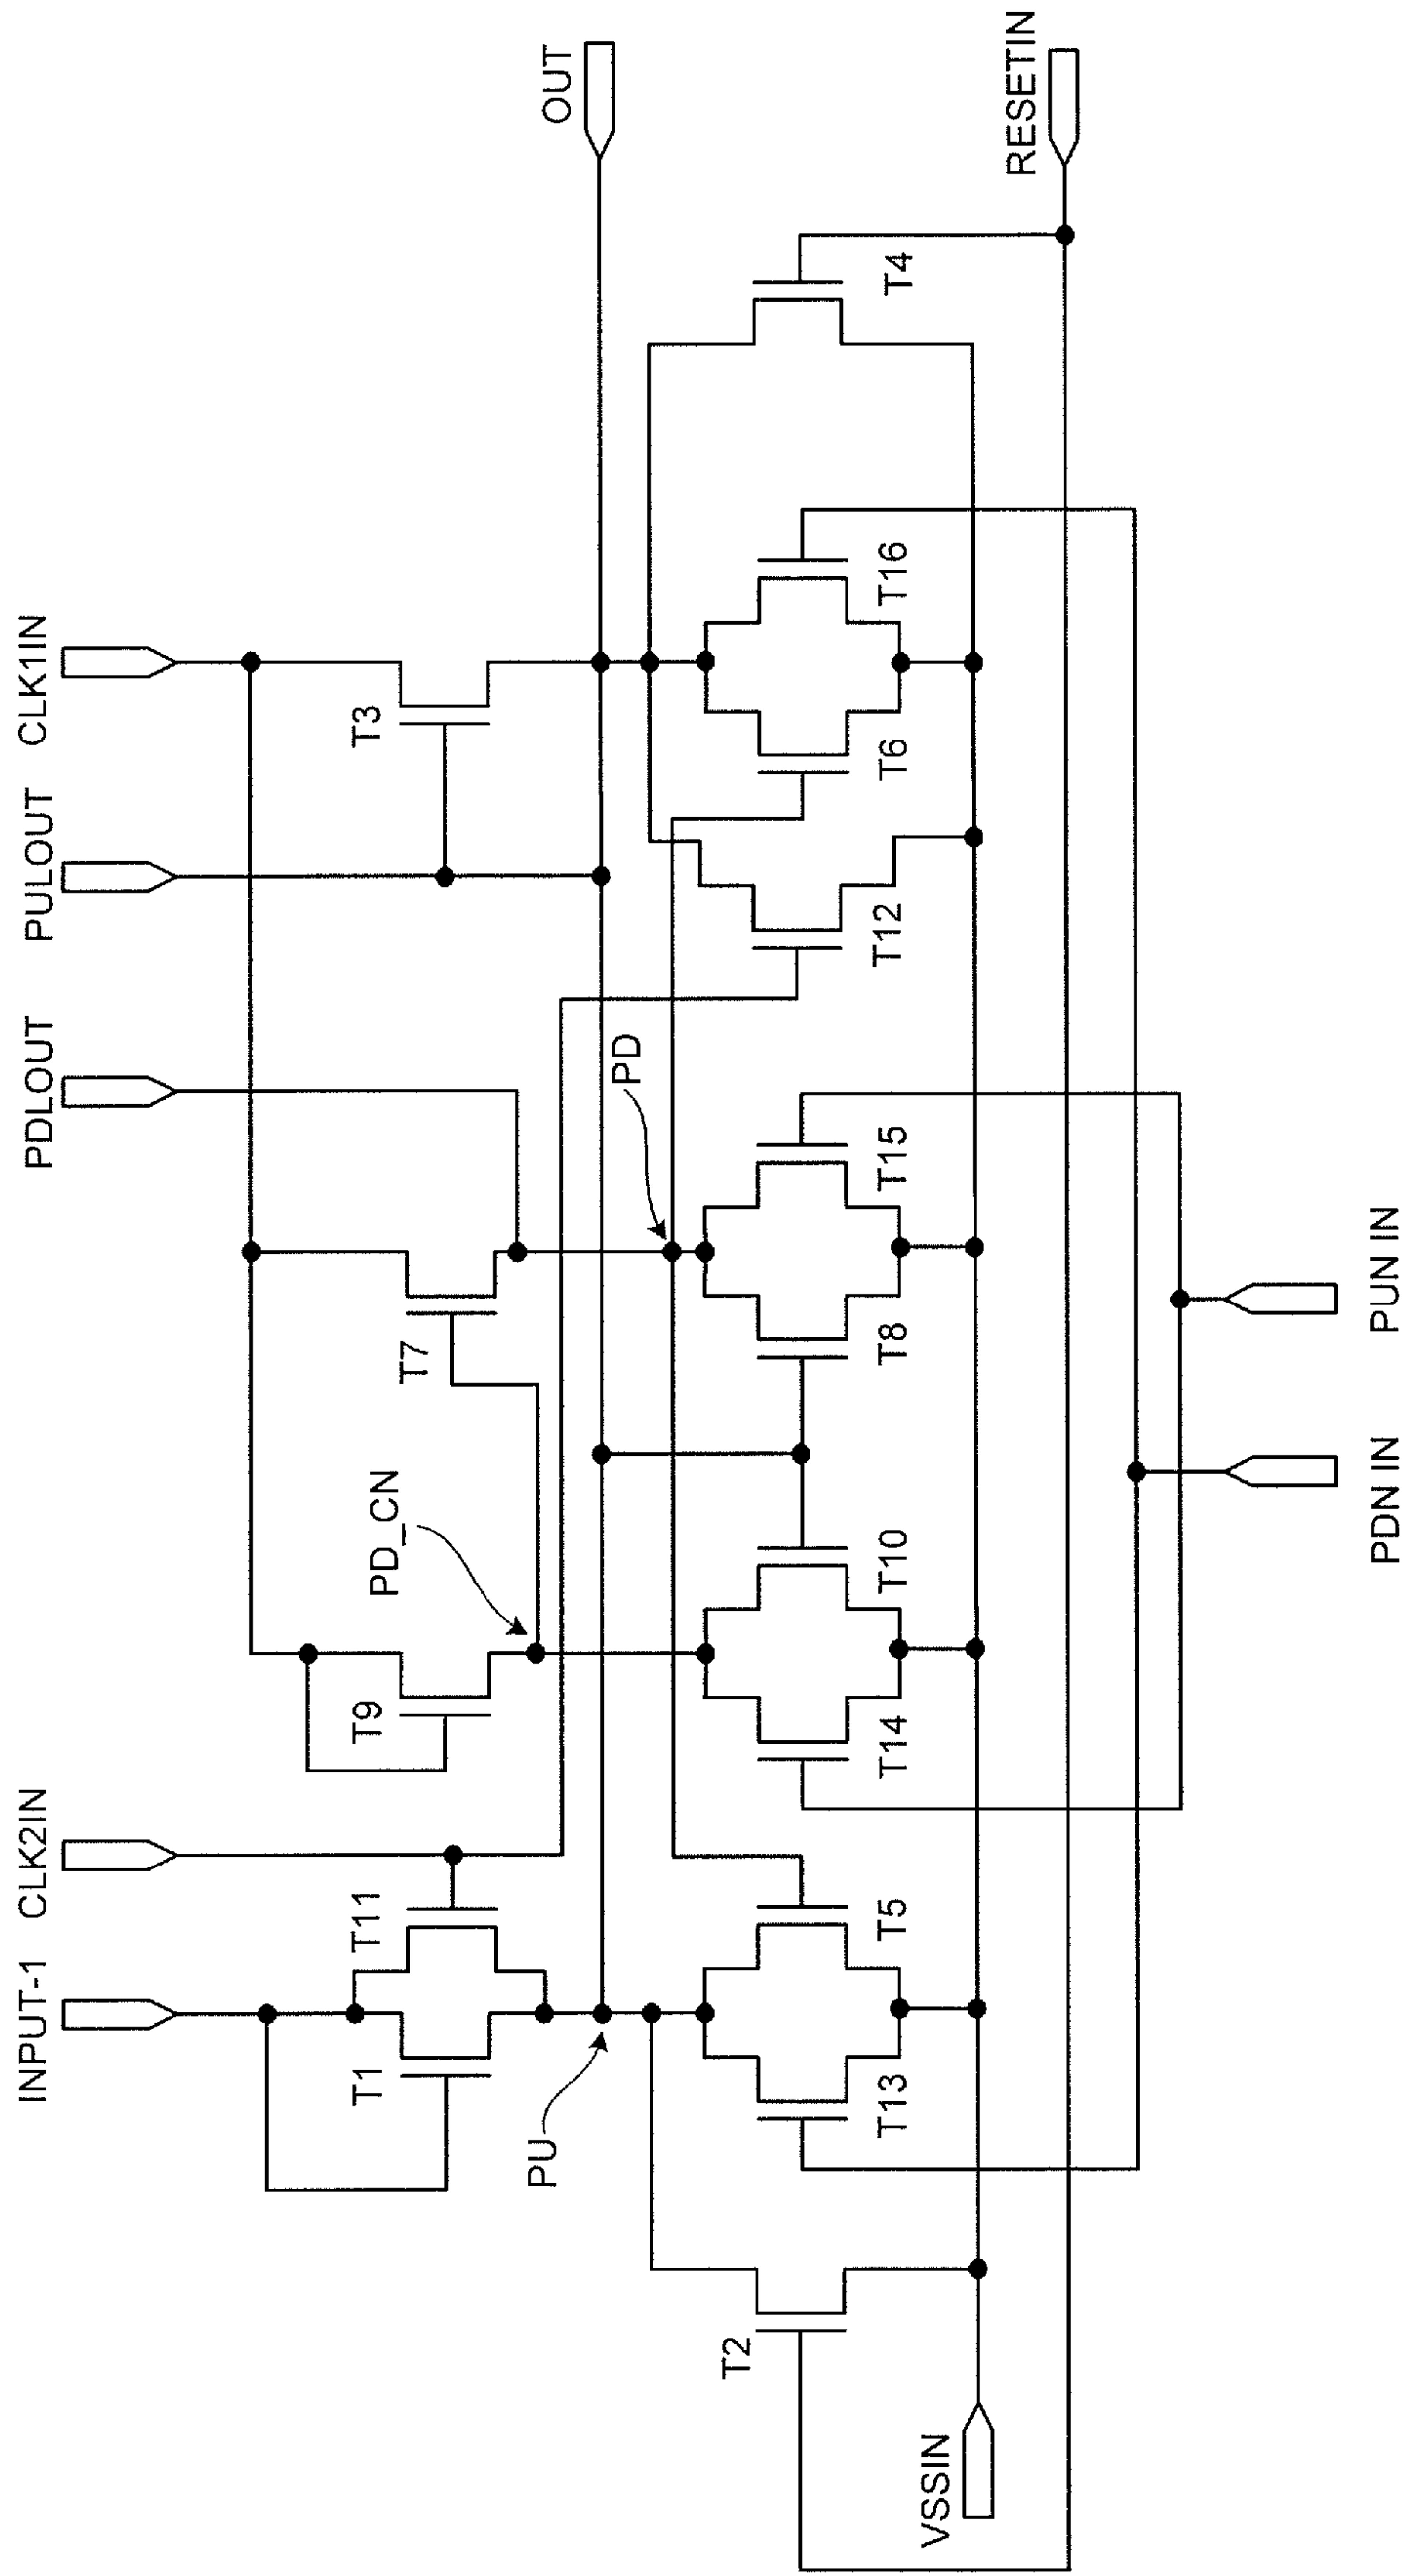 INPUT-1
CLK2IN
PDLOUT
PULOUT
CLK1IN
T1
T11
T9
T7
T3
OUT
PU
PD_CN
PD
T2
T13
T5
T14
T10
T8
T15
T12
T6
T16
T4
VSSIN
RESETIN
PDN IN
PUN IN